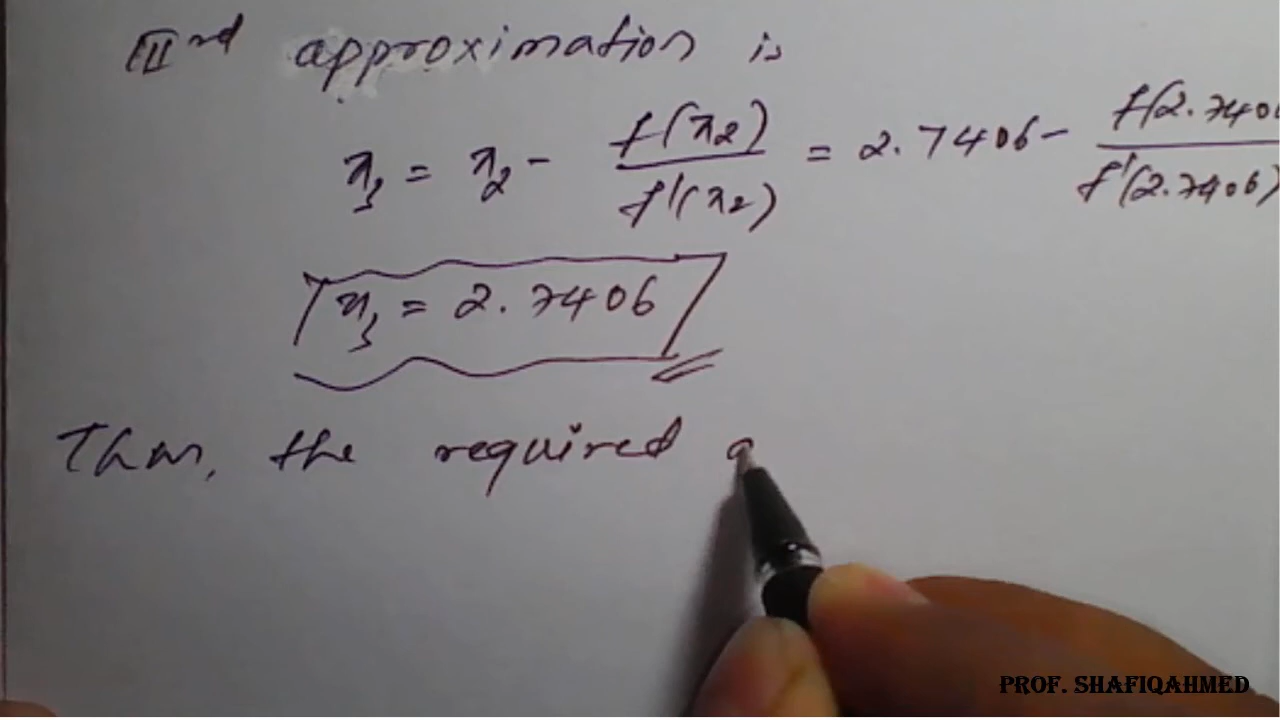 IIIrd approximation is
x₃ = x₂ - f(x₂)/f'(x₂) = 2.7406 - f(2.7406/f'(2.7406)
x₃ = 2.7406
Thus, the required a
PROF. SHAFIQAHMED